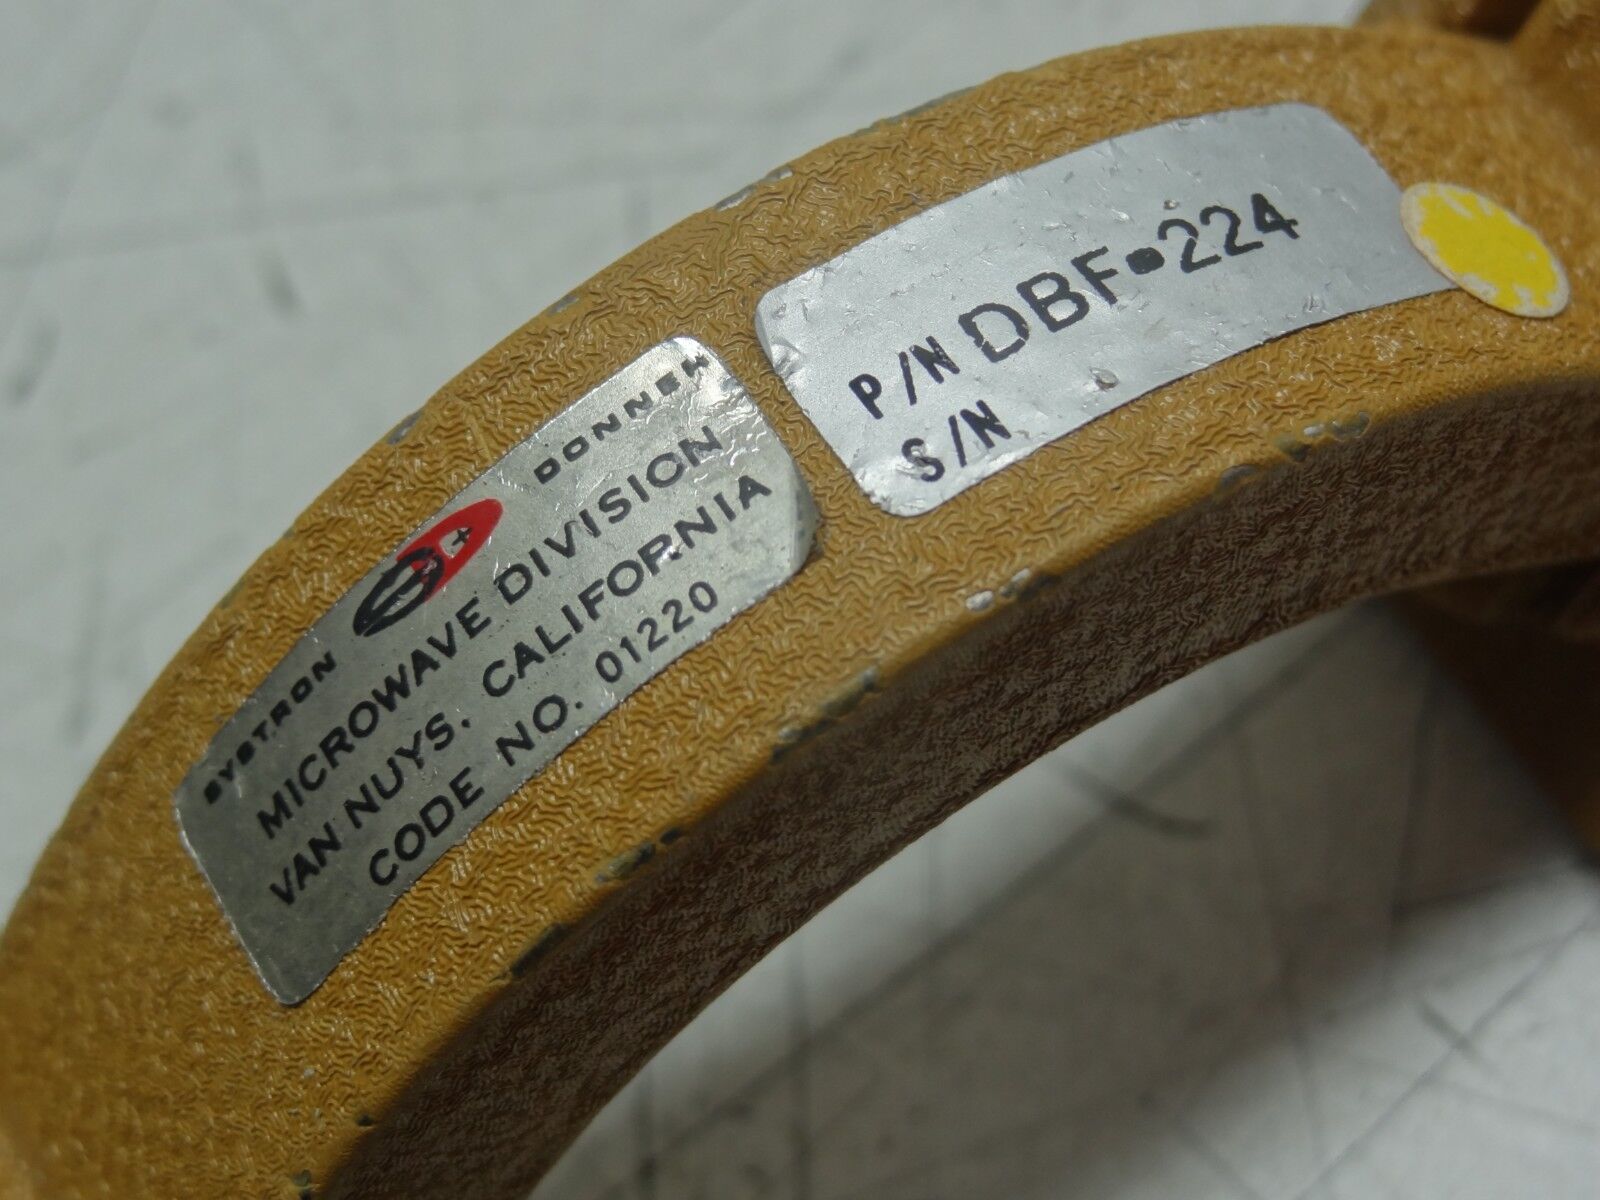 SYSTRON DONNER
MICROWAVE DIVISION
VAN NUYS, CALIFORNIA
CODE NO. 01220
P/N DBF-224
S/N